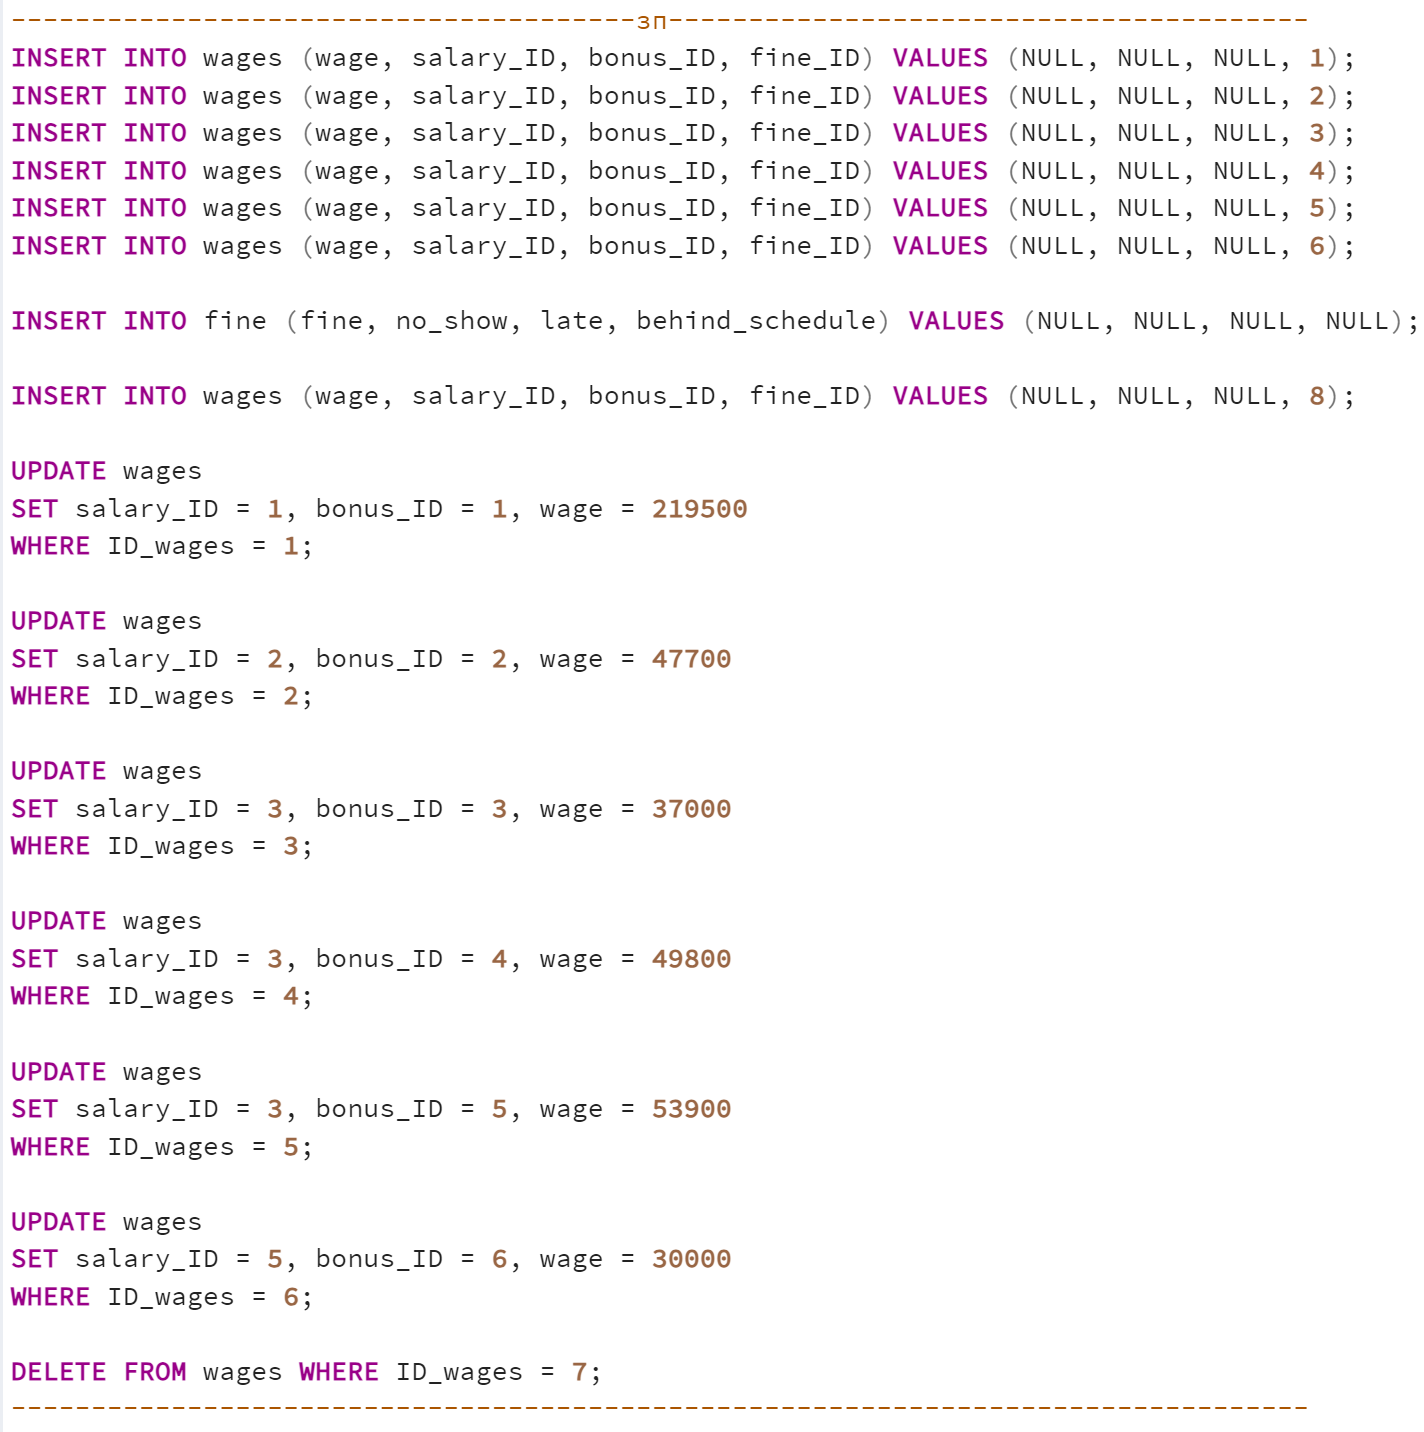 ---------------------------------------зп----------------------------------------
INSERT INTO wages (wage, salary_ID, bonus_ID, fine_ID) VALUES (NULL, NULL, NULL, 1);
INSERT INTO wages (wage, salary_ID, bonus_ID, fine_ID) VALUES (NULL, NULL, NULL, 2);
INSERT INTO wages (wage, salary_ID, bonus_ID, fine_ID) VALUES (NULL, NULL, NULL, 3);
INSERT INTO wages (wage, salary_ID, bonus_ID, fine_ID) VALUES (NULL, NULL, NULL, 4);
INSERT INTO wages (wage, salary_ID, bonus_ID, fine_ID) VALUES (NULL, NULL, NULL, 5);
INSERT INTO wages (wage, salary_ID, bonus_ID, fine_ID) VALUES (NULL, NULL, NULL, 6);
INSERT INTO fine (fine, no_show, late, behind_schedule) VALUES (NULL, NULL, NULL, NULL);
INSERT INTO wages (wage, salary_ID, bonus_ID, fine_ID) VALUES (NULL, NULL, NULL, 8);
UPDATE wages
SET salary_ID = 1, bonus_ID = 1, wage = 219500
WHERE ID_wages = 1;
UPDATE wages
SET salary_ID = 2, bonus_ID = 2, wage = 47700
WHERE ID_wages = 2;
UPDATE wages
SET salary_ID = 3, bonus_ID = 3, wage = 37000
WHERE ID_wages = 3;
UPDATE wages
SET salary_ID = 3, bonus_ID = 4, wage = 49800
WHERE ID_wages = 4;
UPDATE wages
SET salary_ID = 3, bonus_ID = 5, wage = 53900
WHERE ID_wages = 5;
UPDATE wages
SET salary_ID = 5, bonus_ID = 6, wage = 30000
WHERE ID_wages = 6;
DELETE FROM wages WHERE ID_wages = 7;
---------------------------------------------------------------------------------